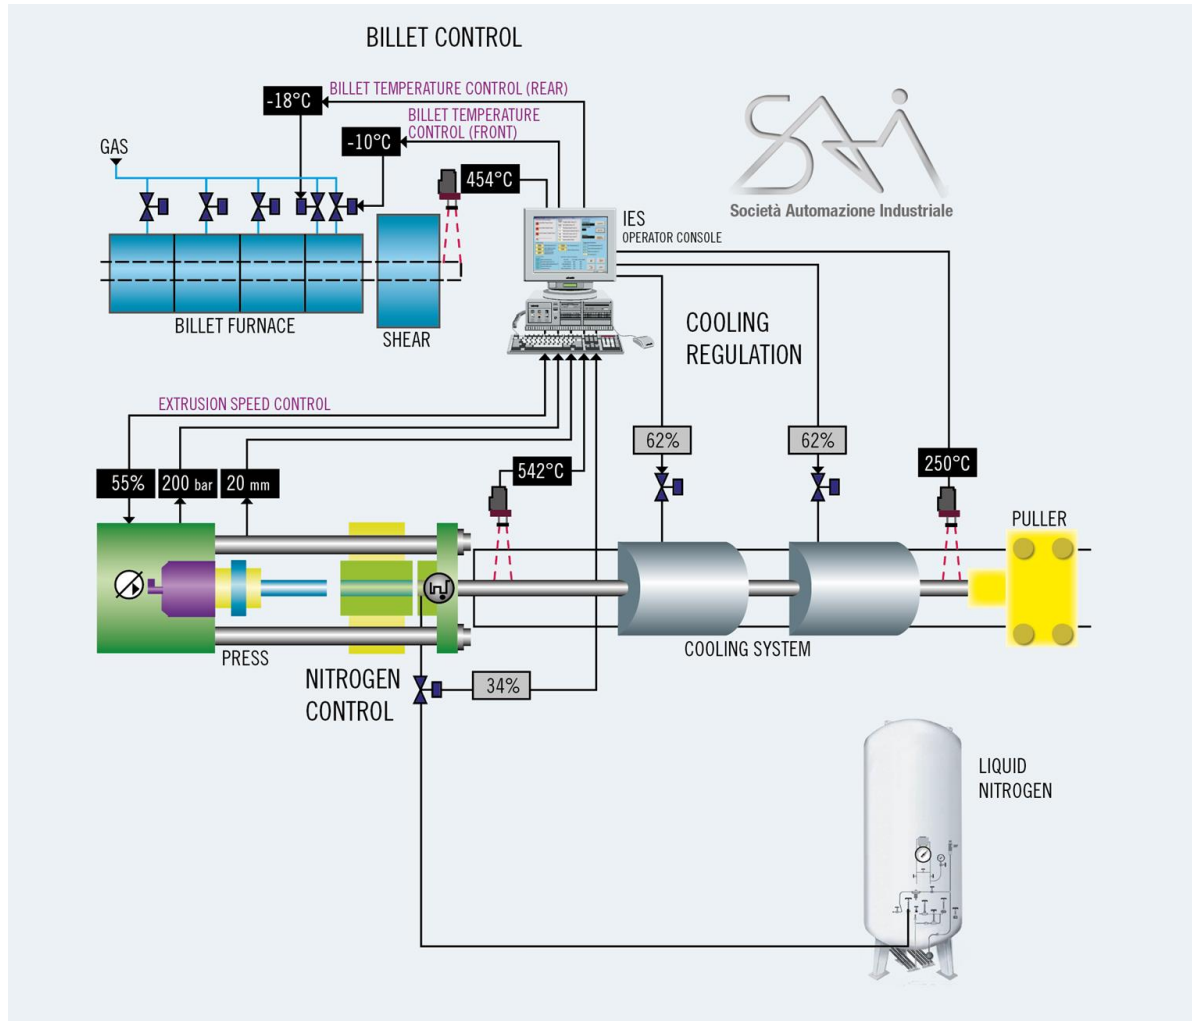 BILLET CONTROL
BILLET TEMPERATURE CONTROL (REAR)
-18°C
BILLET TEMPERATURE
CONTROL (FRONT)
-10°C
GAS
454°C
SAI
Società Automazione Industriale
IES
OPERATOR CONSOLE
BILLET FURNACE
SHEAR
COOLING
REGULATION
EXTRUSION SPEED CONTROL
62%
62%
55%
200 bar
20 mm
542°C
250°C
PULLER
PRESS
COOLING SYSTEM
NITROGEN
CONTROL
34%
LIQUID
NITROGEN